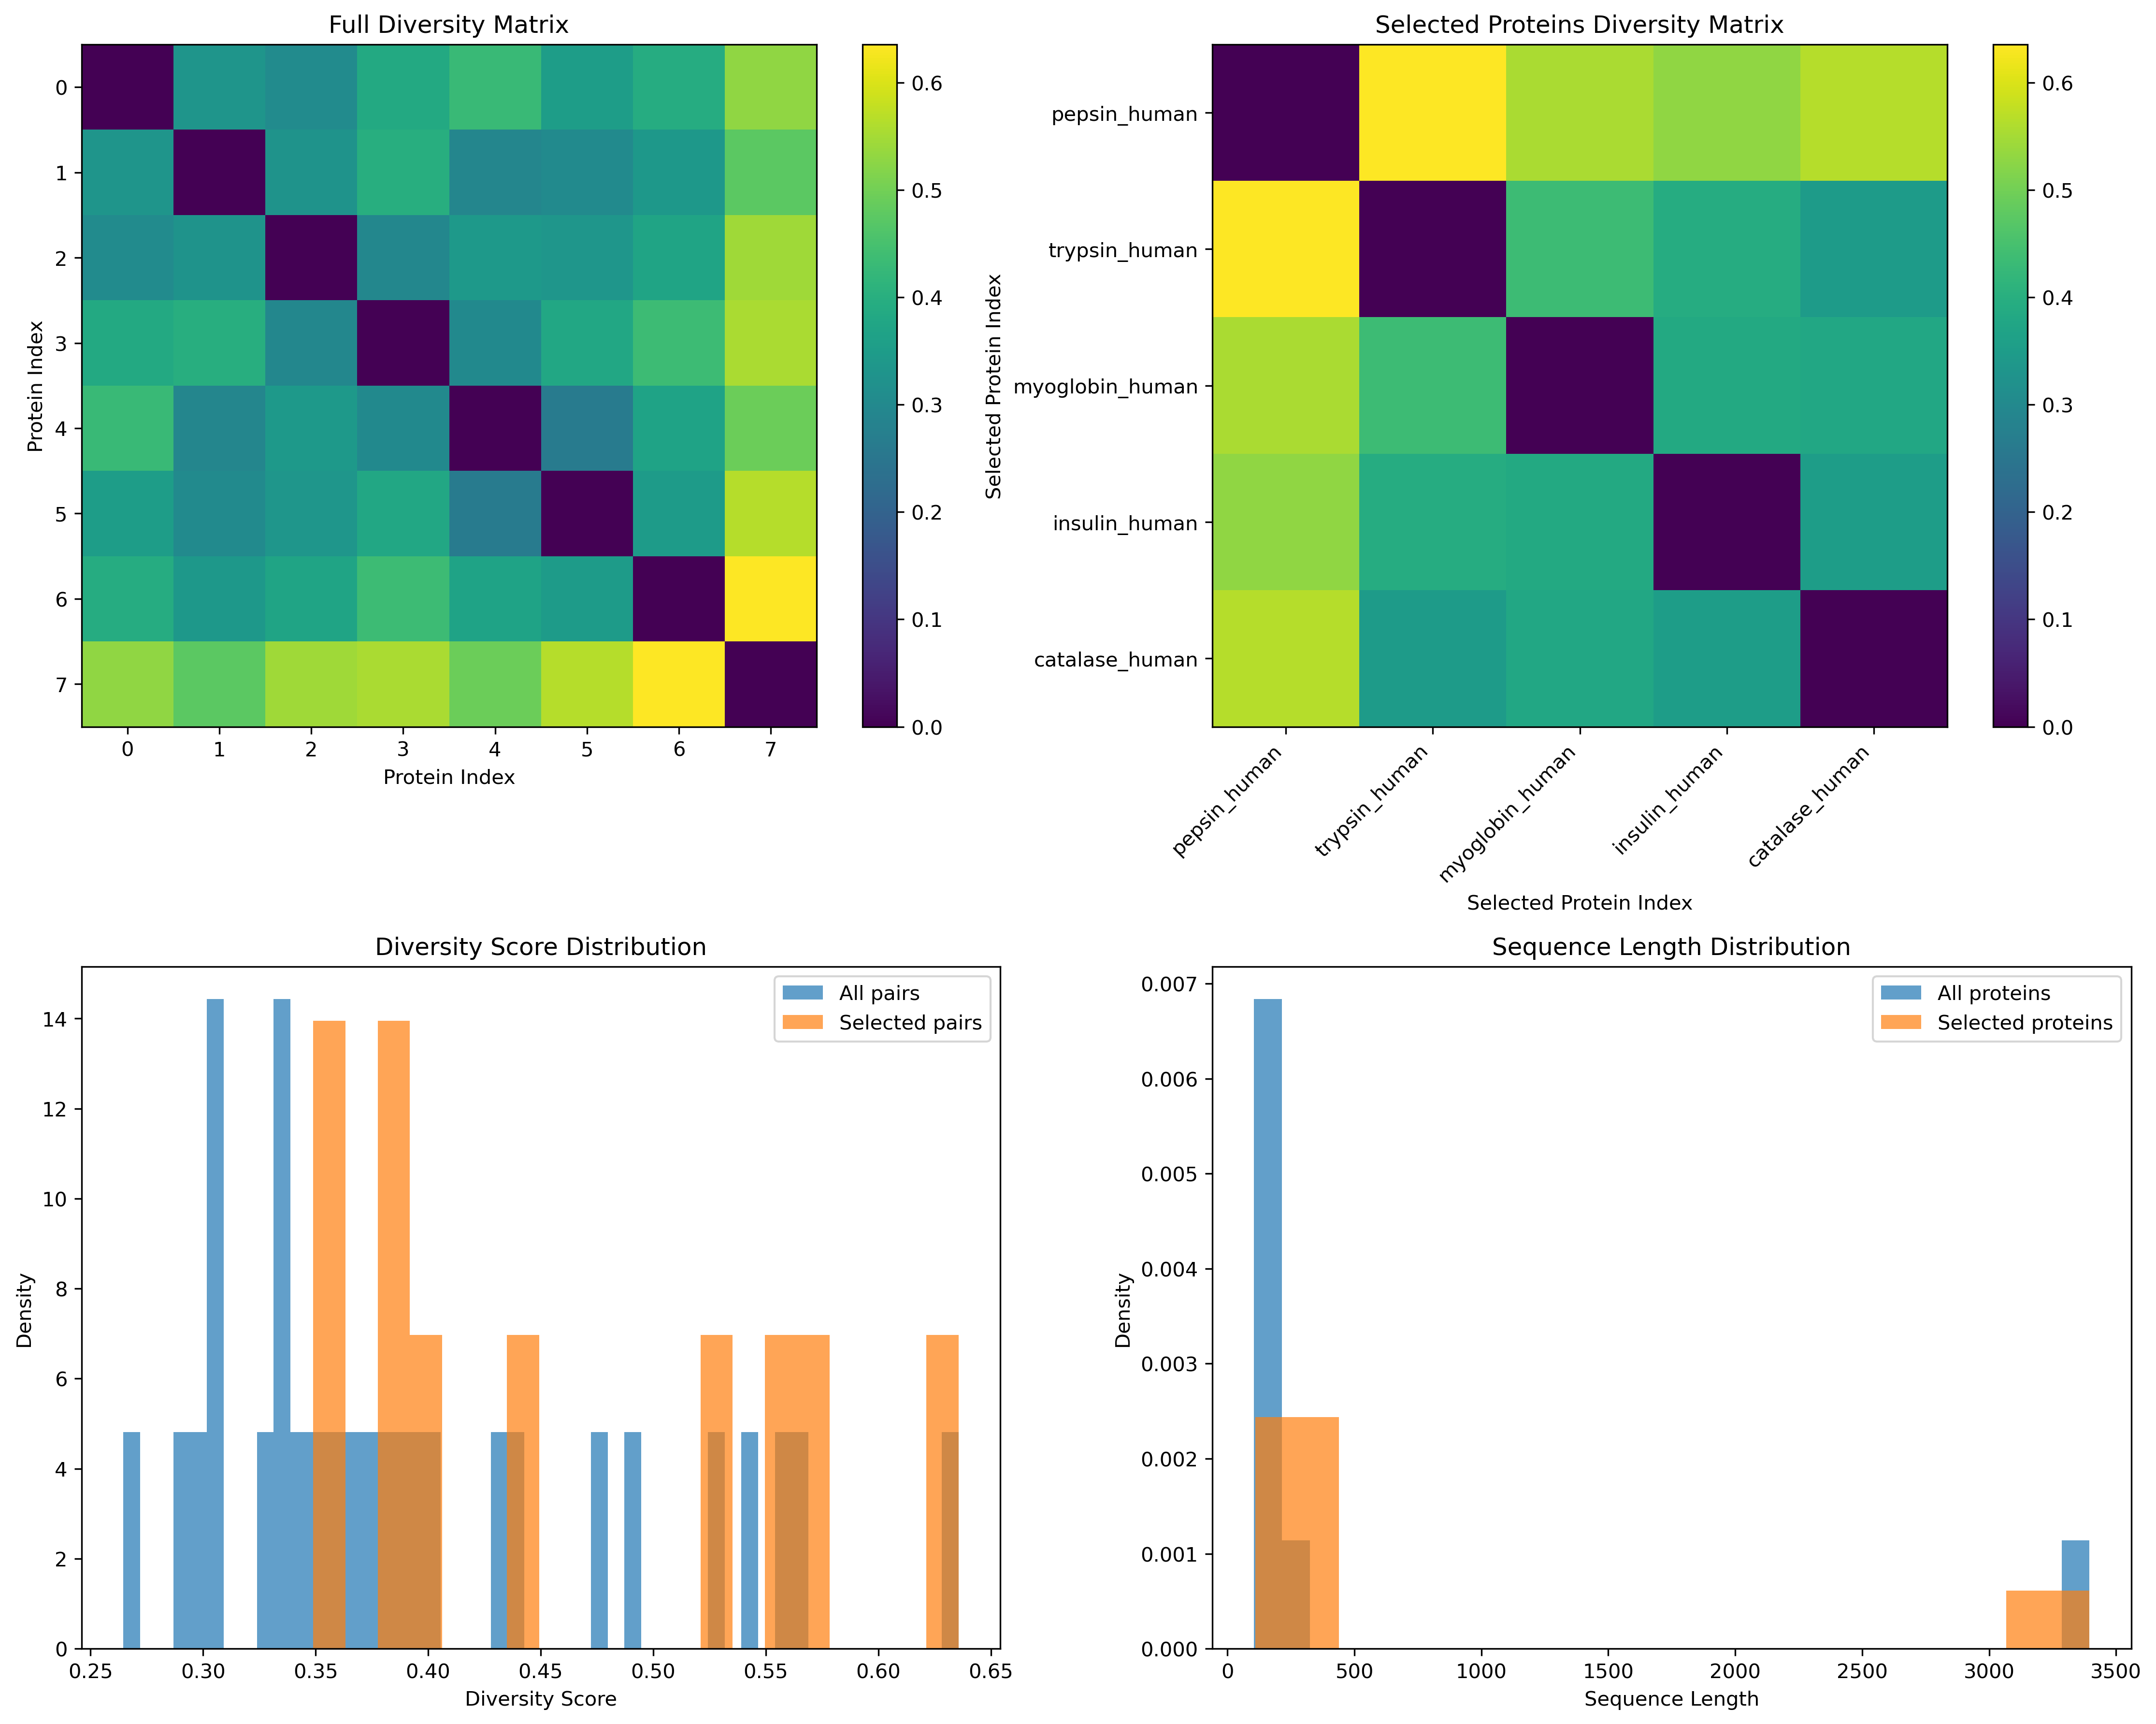 Full Diversity Matrix
0
1
2
3
4
5
6
7
Protein Index
0 1 2 3 4 5 6 7
Protein Index
0.6
0.5
0.4
0.3
0.2
0.1
0.0
Selected Proteins Diversity Matrix
pepsin_human
trypsin_human
myoglobin_human
insulin_human
catalase_human
Selected Protein Index
pepsin_human
trypsin_human
myoglobin_human
insulin_human
catalase_human
Selected Protein Index
0.6
0.5
0.4
0.3
0.2
0.1
0.0
Diversity Score Distribution
All pairs
Selected pairs
14
12
10
8
6
4
2
0
Density
0.25 0.30 0.35 0.40 0.45 0.50 0.55 0.60 0.65
Diversity Score
Sequence Length Distribution
All proteins
Selected proteins
0.007
0.006
0.005
0.004
0.003
0.002
0.001
0.000
Density
0 500 1000 1500 2000 2500 3000 3500
Sequence Length